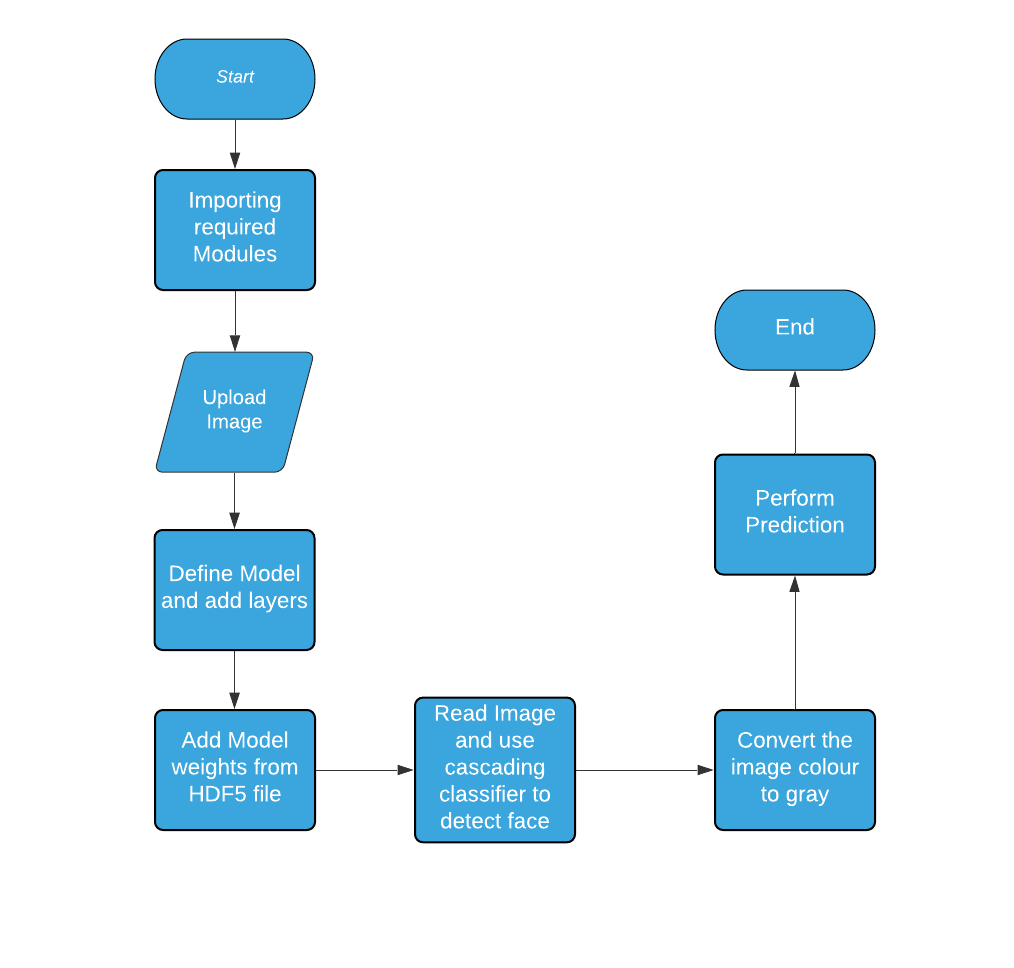 Start
Importing
required
Modules
Upload
Image
Define Model
and add layers
Add Model
weights from
HDF5 file
Read Image
and use
cascading
classifier to
detect face
Convert the
image colour
to gray
Perform
Prediction
End